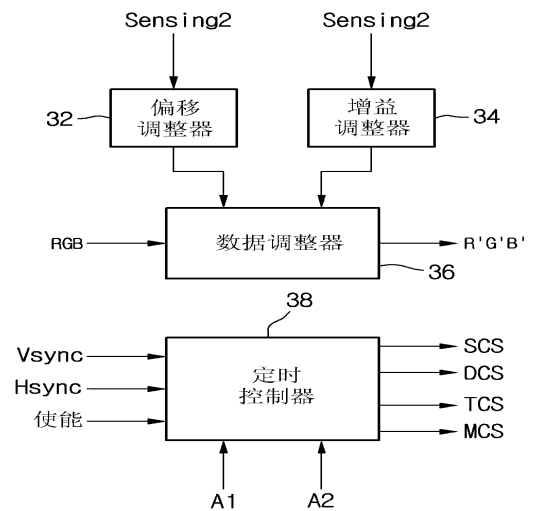 Sensing2 Sensing2
32 偏移 增益 34
调整器 调整器
RGB 数据调整器 R'G'B'
36
38
Vsync SCS
定时 DCS
Hsync 控制器 TCS
使能 MCS
A1 A2